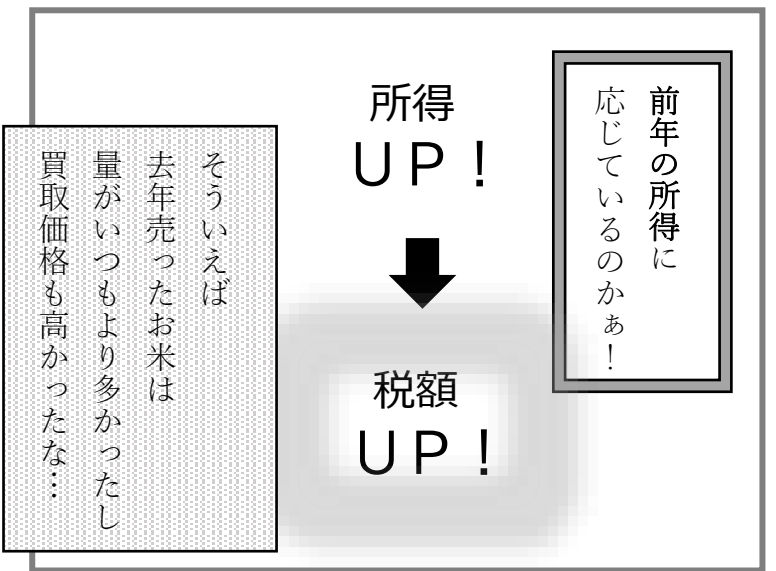 前年の所得に
応じているのかぁ！
所得
ＵＰ！
税額
ＵＰ！
そういえば
去年売ったお米は
量がいつもより多かったし
買取価格も高かったな…